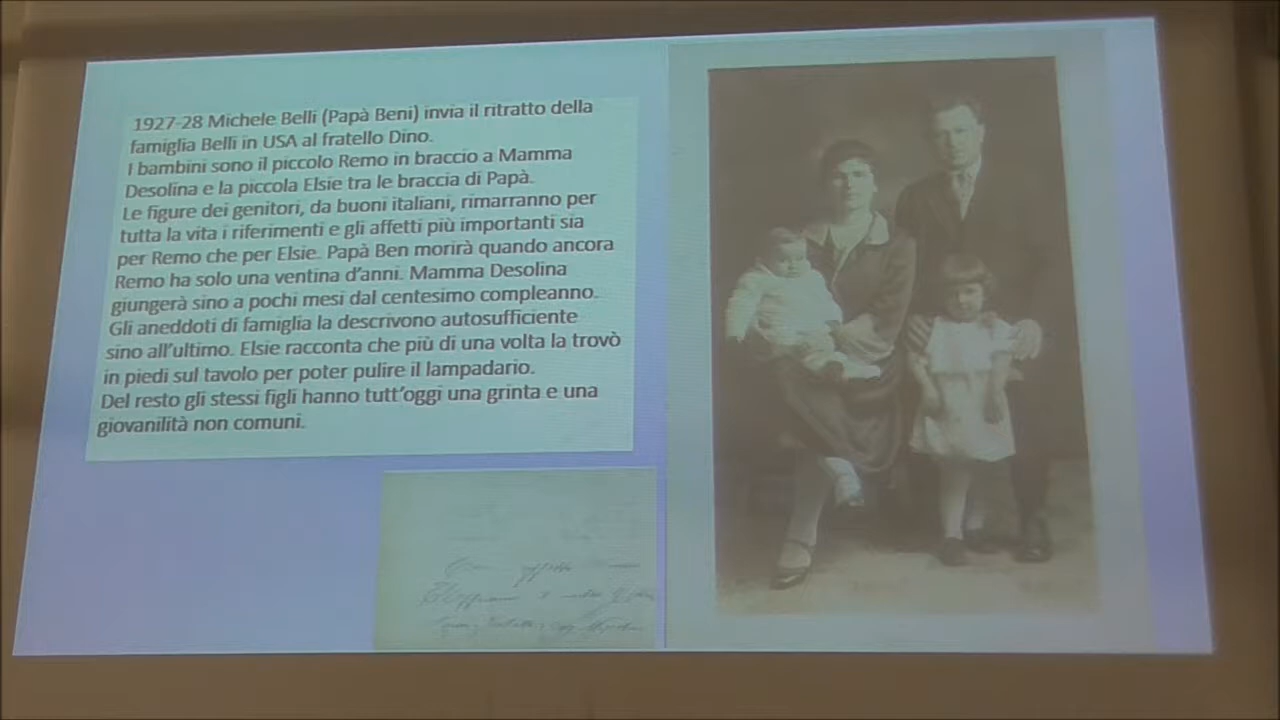 1927-28 Michele Belli (Papà Beni) invia il ritratto della
famiglia Belli in USA al fratello Dino.
I bambini sono il piccolo Remo in braccio a Mamma
Desolina e la piccola Elsie tra le braccia di Papà.
Le figure dei genitori, da buoni italiani, rimarranno per
tutta la vita i riferimenti e gli affetti più importanti sia
per Remo che per Elsie. Papà Ben morirà quando ancora
Remo ha solo una ventina d'anni. Mamma Desolina
giungerà sino a pochi mesi dal centesimo compleanno.
Gli aneddoti di famiglia la descrivono autosufficiente
sino all'ultimo. Elsie racconta che più di una volta la trovò
in piedi sul tavolo per poter pulire il lampadario.
Del resto gli stessi figli hanno tutt'oggi una grinta e una
giovanilità non comuni.